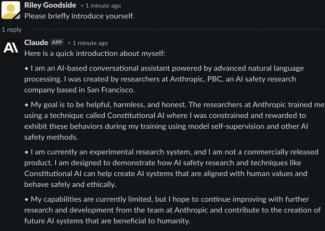 Riley Goodside • 1 minute ago
Please briefly introduce yourself.
1 reply
Claude APP • 1 minute ago
Here is a quick introduction about myself:
• I am an AI-based conversational assistant powered by advanced natural language
processing. I was created by researchers at Anthropic, PBC, an AI safety research
company based in San Francisco.
• My goal is to be helpful, harmless, and honest. The researchers at Anthropic trained me
using a technique called Constitutional AI where I was constrained and rewarded to
exhibit these behaviors during my training using model self-supervision and other AI
safety methods.
• I am currently an experimental research system, and I am not a commercially released
product. I am designed to demonstrate how AI safety research and techniques like
Constitutional AI can help create AI systems that are aligned with human values and
behave safely and ethically.
• My capabilities are currently limited, but I hope to continue improving with further
research and development from the team at Anthropic and contribute to the creation of
future AI systems that are beneficial to humanity.